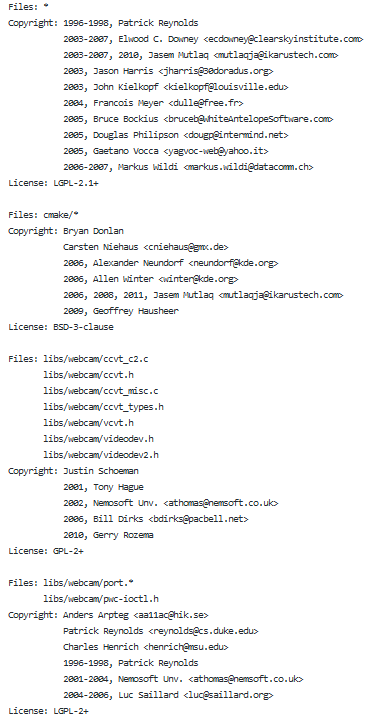 Files: *
Copyright: 1996-1998, Patrick Reynolds
2003-2007, Elwood C. Downey <ecdowney@clearskyinstitute.com>
2003-2007, 2010, Jasem Mutlaq <mutlaqja@ikarustech.com>
2003, Jason Harris <jharris@30doradus.org>
2003, John Kielkopf <kielkopf@louisville.edu>
2004, Francois Meyer <dulle@free.fr>
2005, Bruce Bockius <bruceb@WhiteAntelopeSoftware.com>
2005, Douglas Philipson <dougp@intermind.net>
2005, Gaetano Vocca <yagvoc-web@yahoo.it>
2006-2007, Markus Wildi <markus.wildi@datacomm.ch>
License: LGPL-2.1+

Files: cmake/*
Copyright: Bryan Donlan
Carsten Niehaus <cniehaus@gmx.de>
2006, Alexander Neundorf <neundorf@kde.org>
2006, Allen Winter <winter@kde.org>
2006, 2008, 2011, Jasem Mutlaq <mutlaqja@ikarustech.com>
2009, Geoffrey Hausheer
License: BSD-3-clause

Files: libs/webcam/ccvt_c2.c
libs/webcam/ccvt.h
libs/webcam/ccvt_misc.c
libs/webcam/ccvt_types.h
libs/webcam/vcvt.h
libs/webcam/videodev.h
libs/webcam/videodev2.h
Copyright: Justin Schoeman
2001, Tony Hague
2002, Nemosoft Unv. <athomas@nemsoft.co.uk>
2006, Bill Dirks <bdirks@pacbell.net>
2010, Gerry Rozema
License: GPL-2+

Files: libs/webcam/port.*
libs/webcam/pwc-ioctl.h
Copyright: Anders Arpteg <aa11ac@hik.se>
Patrick Reynolds <reynolds@cs.duke.edu>
Charles Henrich <henrich@msu.edu>
1996-1998, Patrick Reynolds
2001-2004, Nemosoft Unv. <athomas@nemsoft.co.uk>
2004-2006, Luc Saillard <luc@saillard.org>
License: LGPL-2+